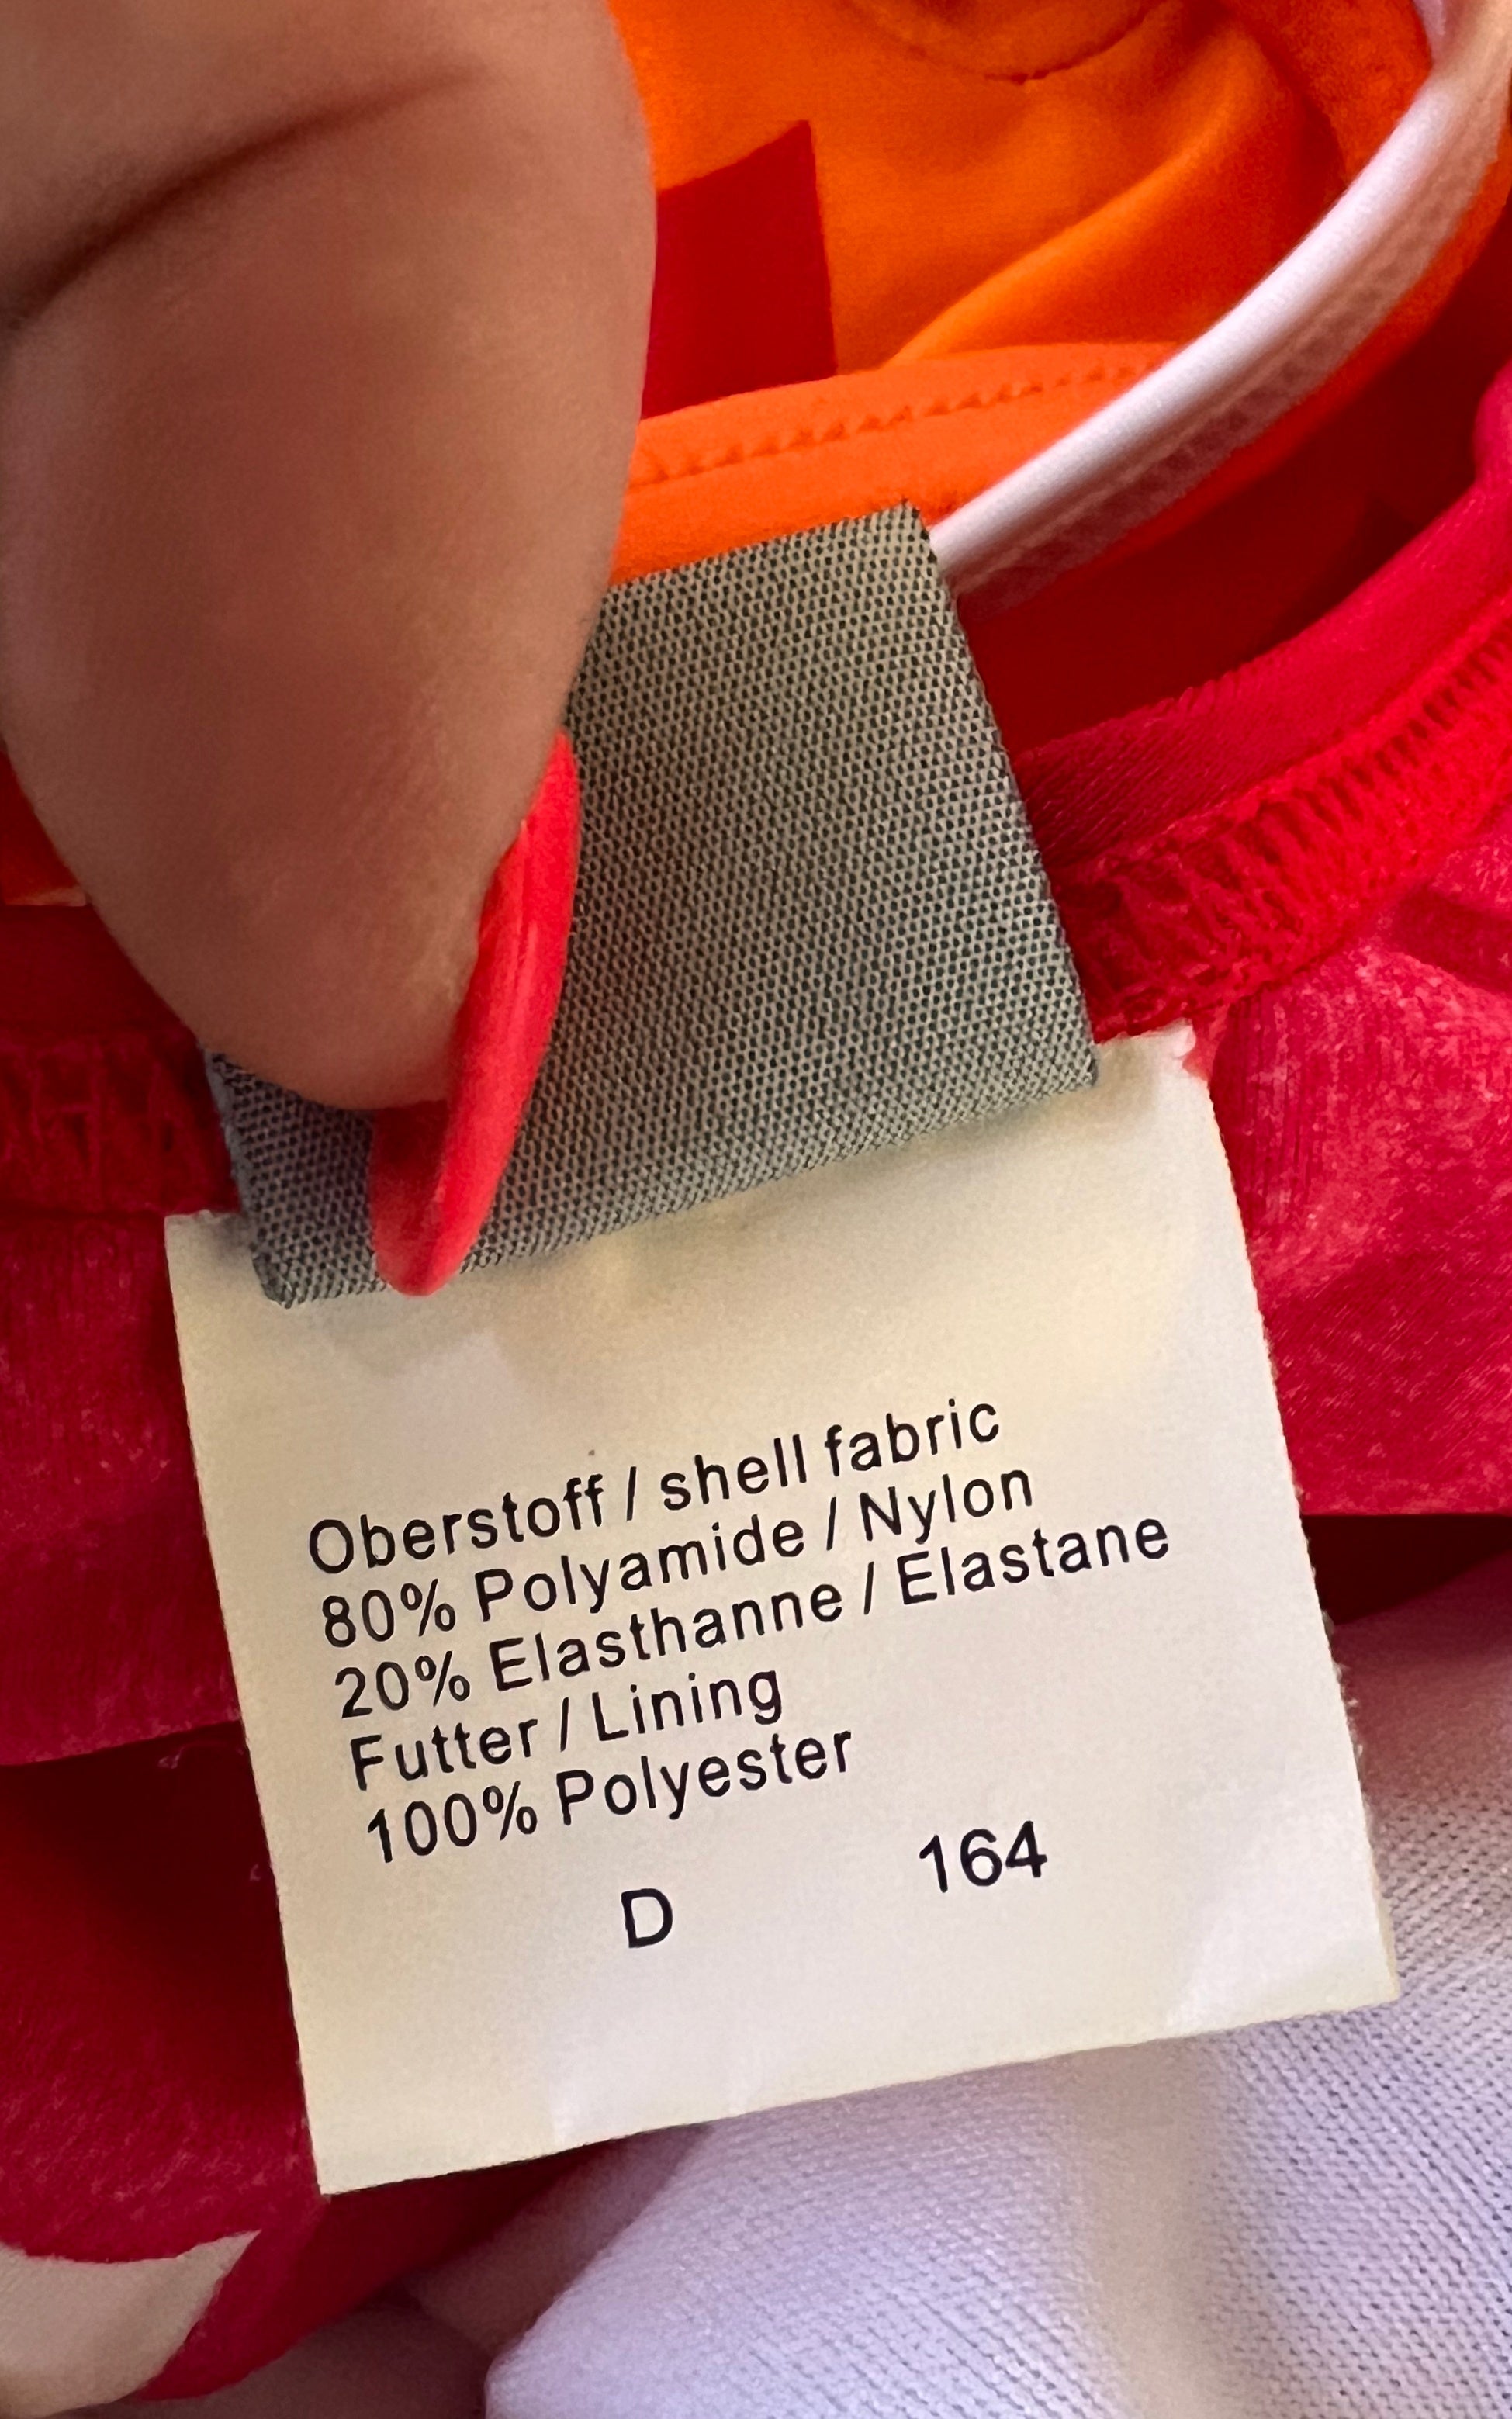 Oberstoff / shell fabric
80% Polyamide / Nylon
20% Elasthanne / Elastane
Futter / Lining
100% Polyester
D 164